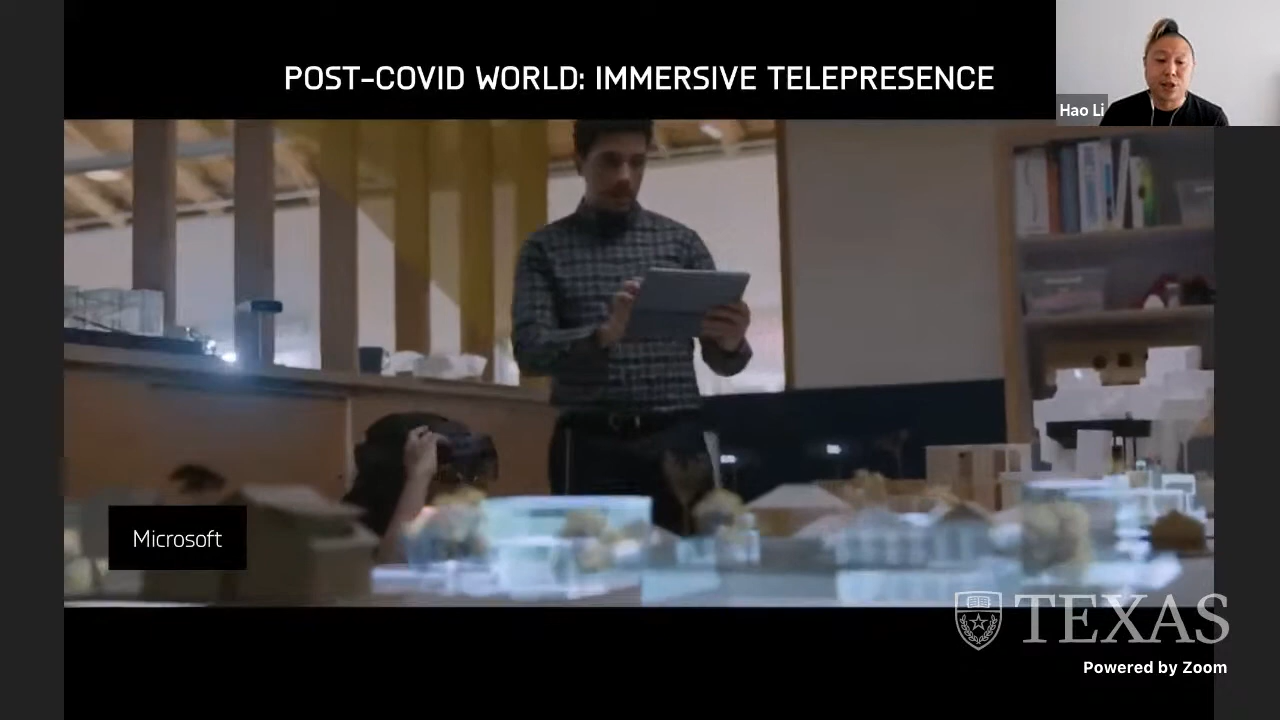 POST-COVID WORLD: IMMERSIVE TELEPRESENCE
Hao Li
Microsoft
TEXAS
Powered by Zoom